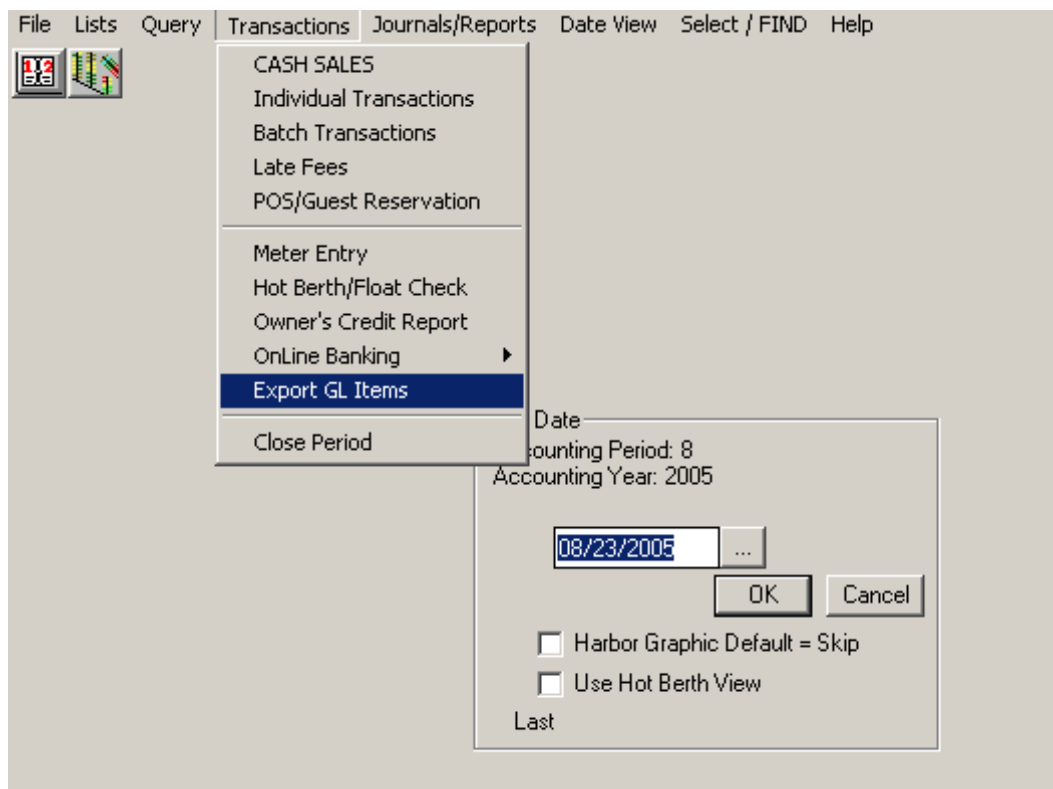 File Lists Query Transactions Journals/Reports Date View Select / FIND Help
CASH SALES
Individual Transactions
Batch Transactions
Late Fees
POS/Guest Reservation
Meter Entry
Hot Berth/Float Check
Owner's Credit Report
OnLine Banking
Export GL Items
Close Period
Date
ounting Period: 8
Accounting Year: 2005
08/23/2005 ...
OK Cancel
Harbor Graphic Default = Skip
Use Hot Berth View
Last